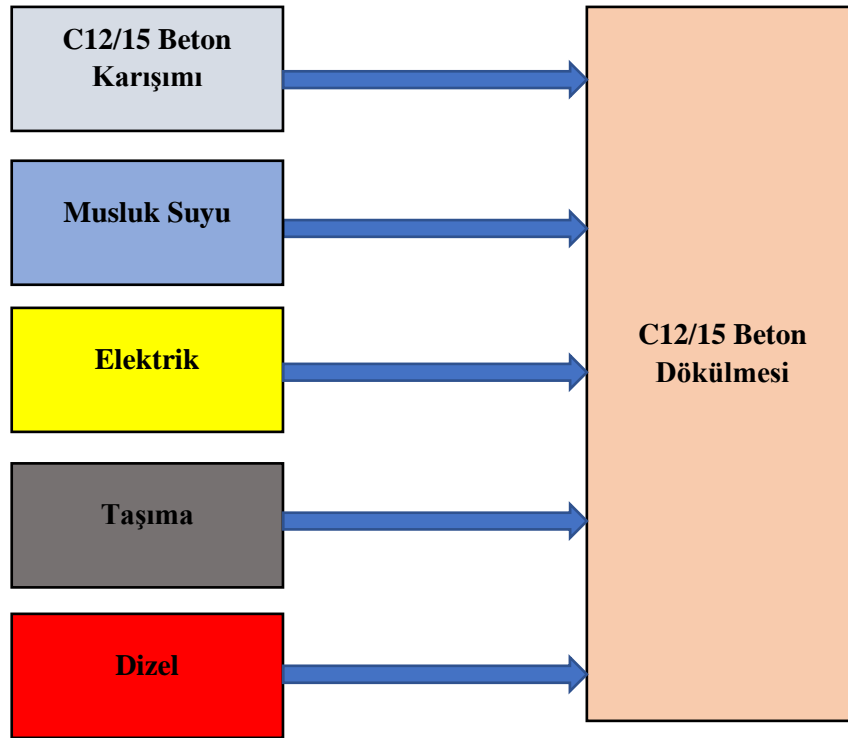 C12/15 Beton
Karışımı
Musluk Suyu
Elektrik
Taşıma
Dizel
C12/15 Beton
Dökülmesi